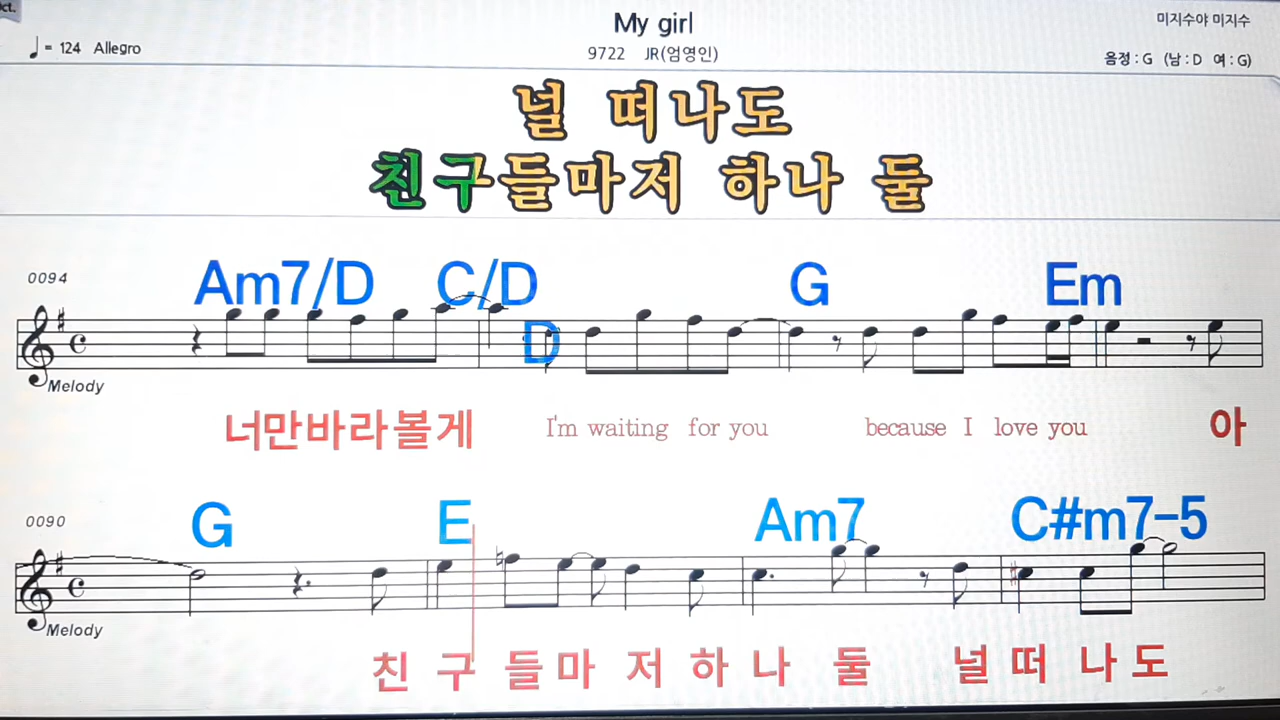 My girl
미지수야 미지수
♩= 124 Allegro
9722 JR(엄영인)
음정 : G (남 : D 여 : G)
널 떠나도
친구들마저 하나 둘
0094
Am7/D C/D G Em
D
Melody
너만바라볼게 I'm waiting for you because I love you 아
0090
G E Am7 C#m7-5
Melody
친 구 들마 저 하 나 둘 널떠 나 도